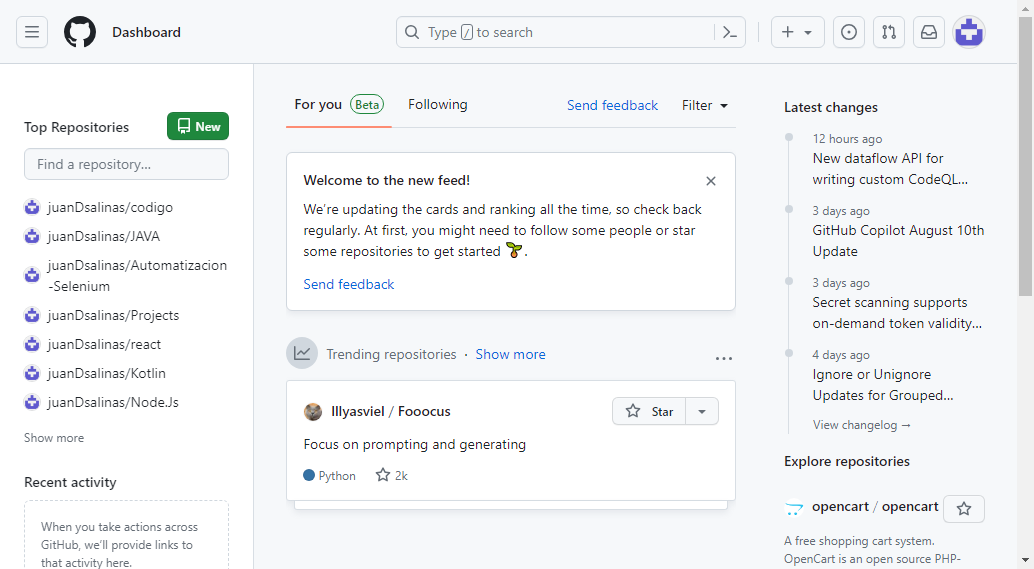 Dashboard
Type / to search
Top Repositories
New
Find a repository...
juanDsalinas/codigo
juanDsalinas/JAVA
juanDsalinas/Automatizacion
-Selenium
juanDsalinas/Projects
juanDsalinas/react
juanDsalinas/Kotlin
juanDsalinas/Node.Js
Show more
Recent activity
When you take actions across
GitHub, we'll provide links to
that activity here.
For you Beta
Following
Send feedback
Filter
Welcome to the new feed!
We're updating the cards and ranking all the time, so check back
regularly. At first, you might need to follow some people or star
some repositories to get started .
Send feedback
Trending repositories · Show more
lllyasviel / Fooocus
Star
Focus on prompting and generating
Python
2k
Latest changes
12 hours ago
New dataflow API for
writing custom CodeQL...
3 days ago
GitHub Copilot August 10th
Update
3 days ago
Secret scanning supports
on-demand token validity...
4 days ago
Ignore or Unignore
Updates for Grouped...
View changelog →
Explore repositories
opencart / opencart
A free shopping cart system.
OpenCart is an open source PHP-